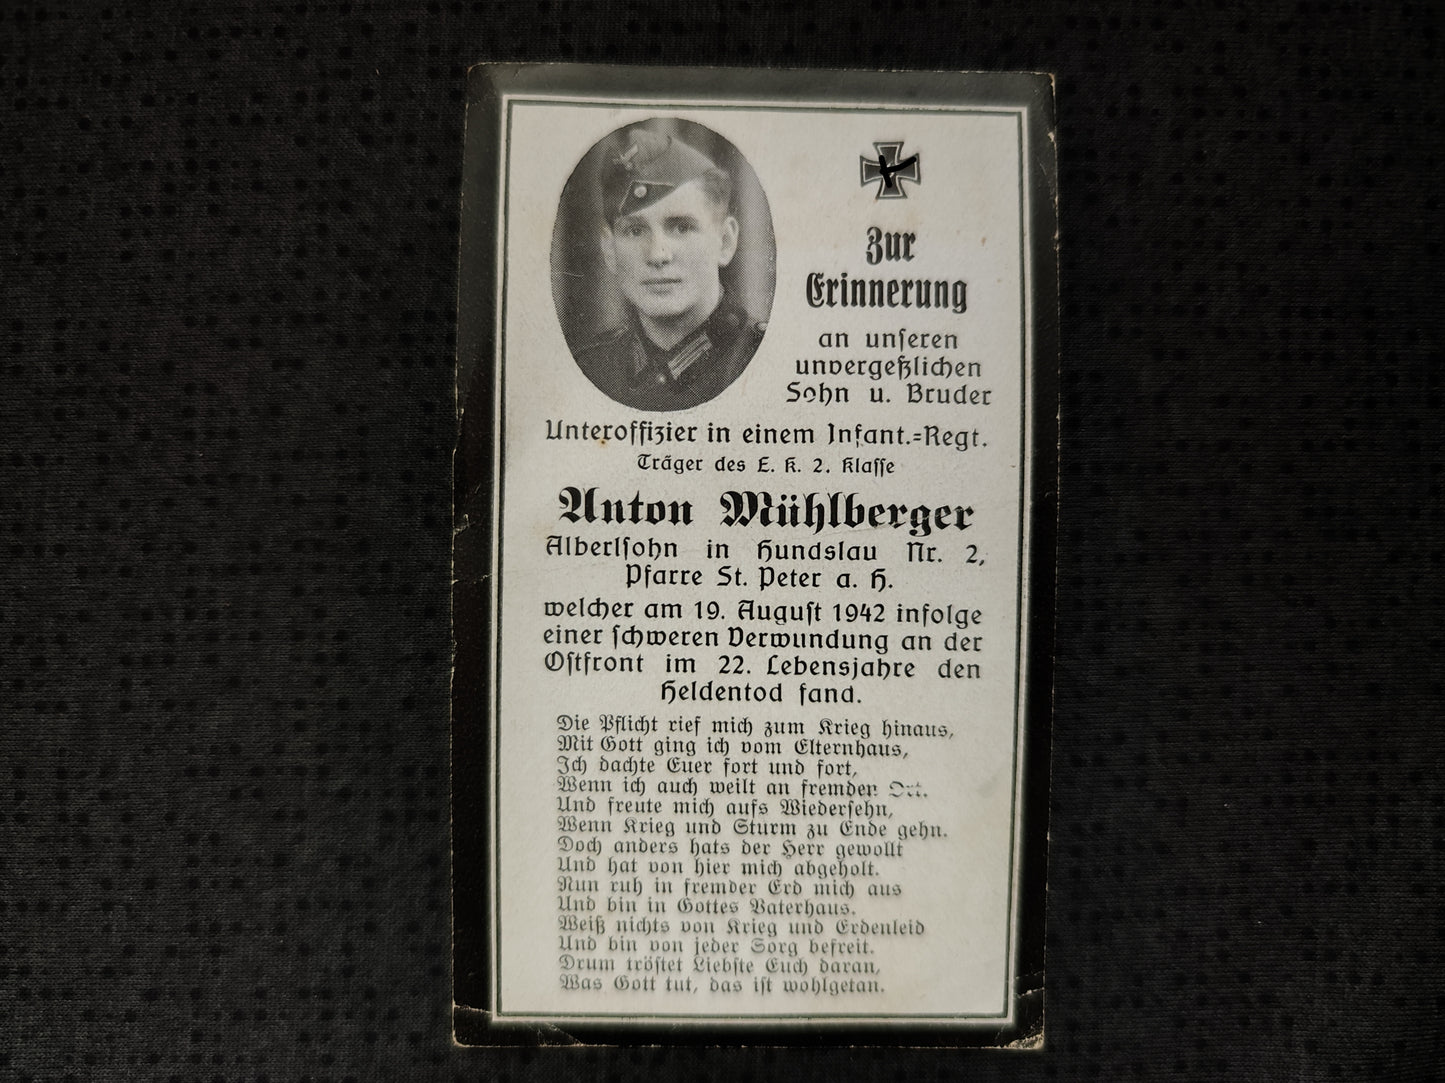 Zur
Erinnerung
an unseren
unvergeßlichen
Sohn u. Bruder
Unteroffizier in einem Infant.=Regt.
Träger des E. K. 2. Klasse
Anton Mühlberger
Alberlsohn in Hundslau Nr. 2,
Pfarre St. Peter a. H.
welcher am 19. August 1942 infolge
einer schweren Verwundung an der
Ostfront im 22. Lebensjahre den
Heldentod fand.
Die Pflicht rief mich zum Krieg hinaus,
Mit Gott ging ich vom Elternhaus,
Ich dachte Euer fort und fort,
Wenn ich auch weilt an fremden Ort.
Und freute mich aufs Wiedersehn,
Wenn Krieg und Sturm zu Ende gehn.
Doch anders hats der Herr gewollt
Und hat von hier mich abgeholt.
Nun ruh in fremder Erd mich aus
Und bin in Gottes Vaterhaus.
Weiß nichts von Krieg und Erdenleid
Und bin von jeder Sorg befreit.
Drum tröstet Liebste Euch daran,
Was Gott tut, das ist wohlgetan.